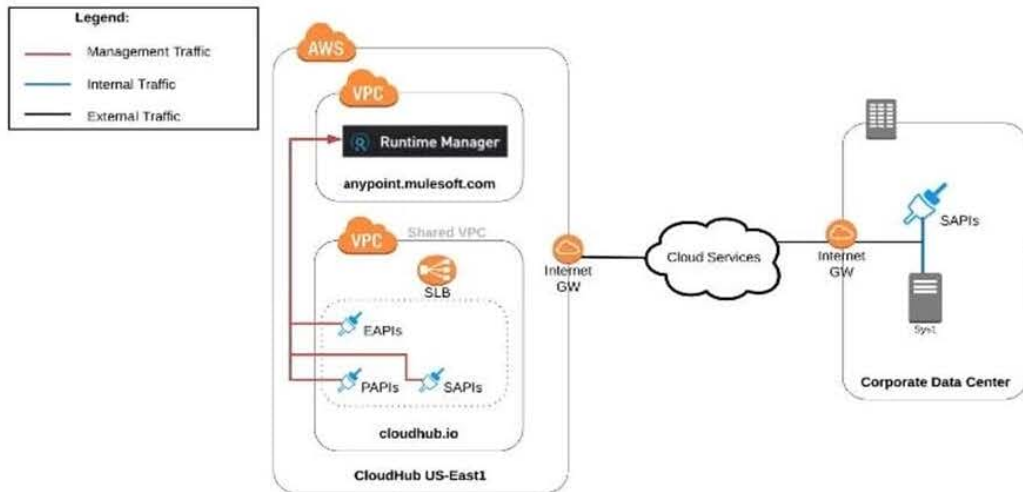 Legend:
Management Traffic
Internal Traffic
External Traffic
AWS
VPC
Runtime Manager
anypoint.mulesoft.com
VPC
Shared VPC
SLB
EAPIs
PAPIs
SAPIs
cloudhub.io
CloudHub US-East1
Internet
GW
Cloud Services
Internet
GW
SAPIs
Sys1
Corporate Data Center